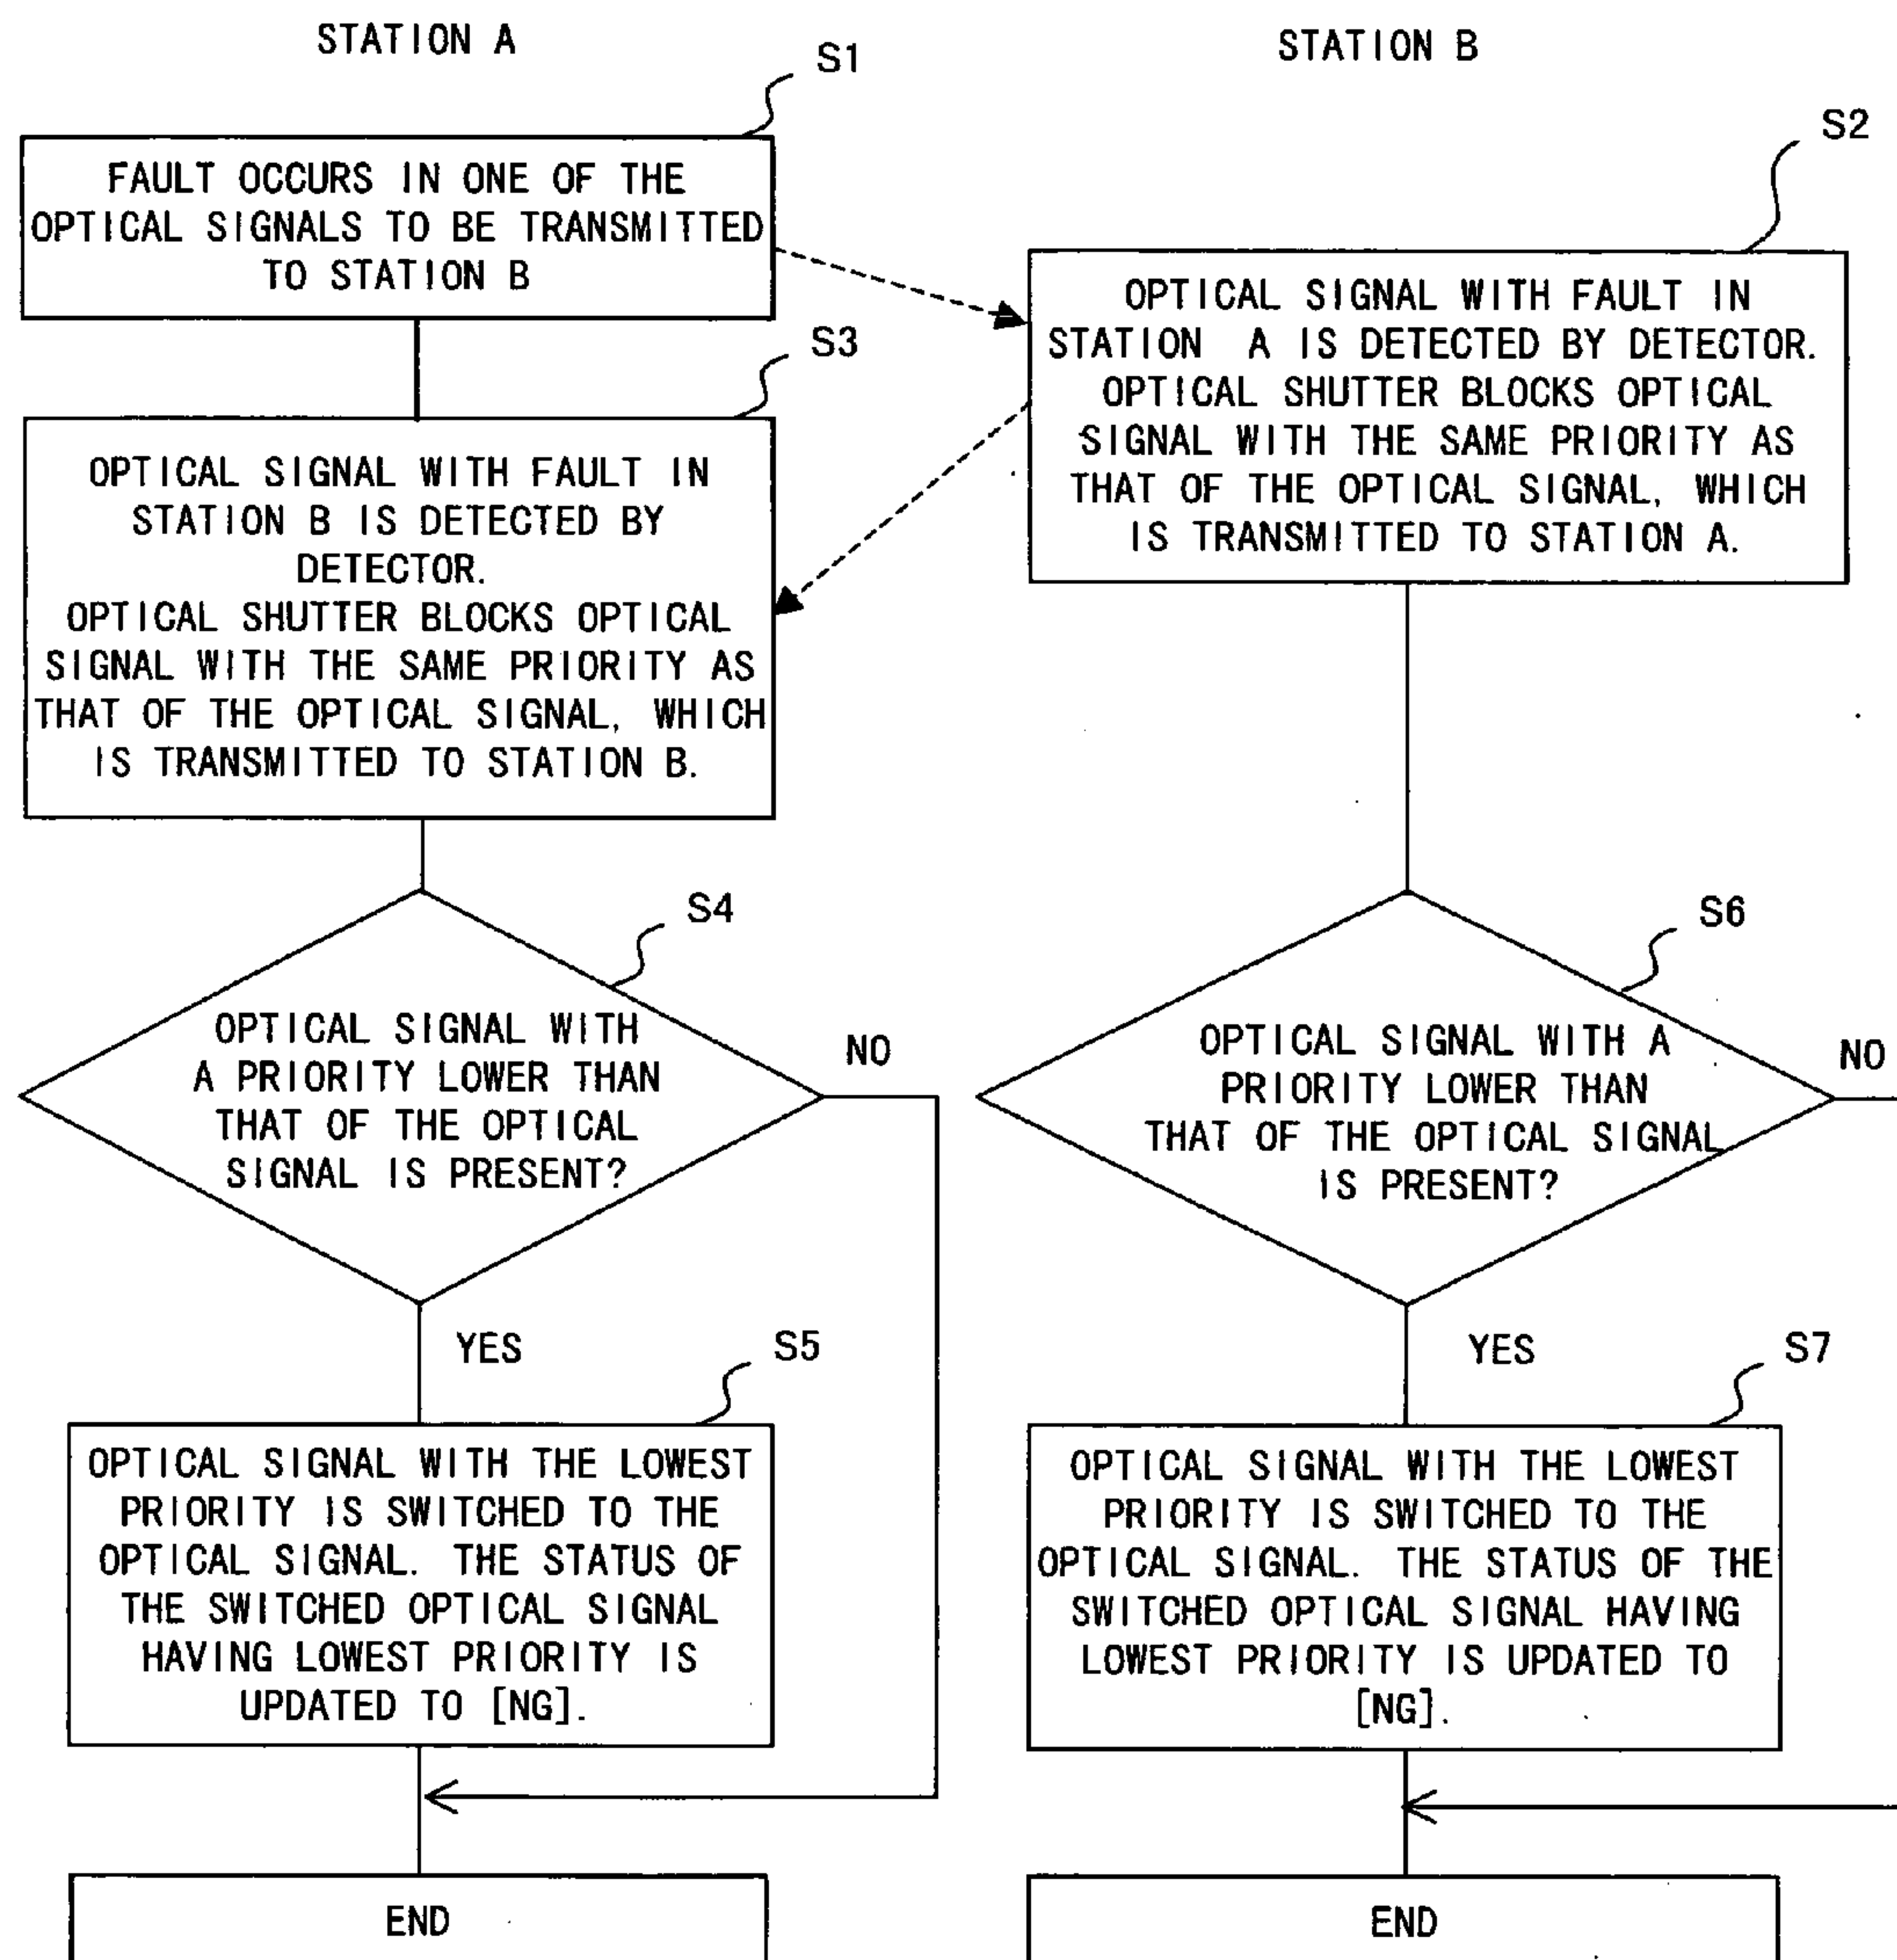 STATION A
STATION B
S1
FAULT OCCURS IN ONE OF THE
OPTICAL SIGNALS TO BE TRANSMITTED
TO STATION B
S2
OPTICAL SIGNAL WITH FAULT IN
STATION A IS DETECTED BY DETECTOR.
OPTICAL SHUTTER BLOCKS OPTICAL
SIGNAL WITH THE SAME PRIORITY AS
THAT OF THE OPTICAL SIGNAL, WHICH
IS TRANSMITTED TO STATION A.
S3
OPTICAL SIGNAL WITH FAULT IN
STATION B IS DETECTED BY
DETECTOR.
OPTICAL SHUTTER BLOCKS OPTICAL
SIGNAL WITH THE SAME PRIORITY AS
THAT OF THE OPTICAL SIGNAL, WHICH
IS TRANSMITTED TO STATION B.
S4
OPTICAL SIGNAL WITH
A PRIORITY LOWER THAN
THAT OF THE OPTICAL
SIGNAL IS PRESENT?
NO
YES
S5
OPTICAL SIGNAL WITH THE LOWEST
PRIORITY IS SWITCHED TO THE
OPTICAL SIGNAL. THE STATUS OF
THE SWITCHED OPTICAL SIGNAL
HAVING LOWEST PRIORITY IS
UPDATED TO [NG].
END
S6
OPTICAL SIGNAL WITH A
PRIORITY LOWER THAN
THAT OF THE OPTICAL SIGNAL
IS PRESENT?
NO
YES
S7
OPTICAL SIGNAL WITH THE LOWEST
PRIORITY IS SWITCHED TO THE
OPTICAL SIGNAL. THE STATUS OF THE
SWITCHED OPTICAL SIGNAL HAVING
LOWEST PRIORITY IS UPDATED TO
[NG].
END